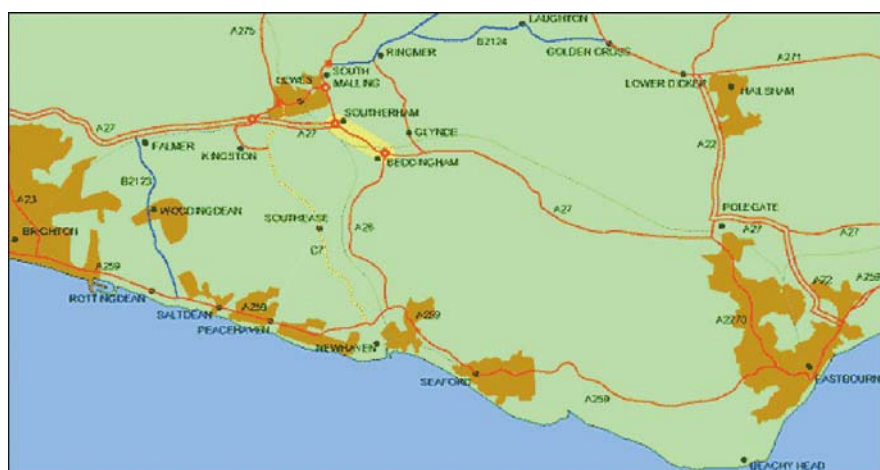 LAUGHTON
A275
B2124
RINGMER
GOLDEN CROSS
A271
LEWES
SOUTH
MALLING
LOWER DICKER
HAILSHAM
SOUTHERHAM
A27
A27
GLYNDE
FALMER
KINGSTON
BEDDINGHAM
A22
B2123
A23
WOODINGDEAN
SOUTHEASE
A26
A27
POLEGATE
A27
A27
BRIGHTON
C7
A259
A22
A259
ROTTINGDEAN
SALTDEAN
A259
PEACEHAVEN
A2270
NEWHAVEN
SEAFORD
EASTBOURN
A259
BEACHY HEAD